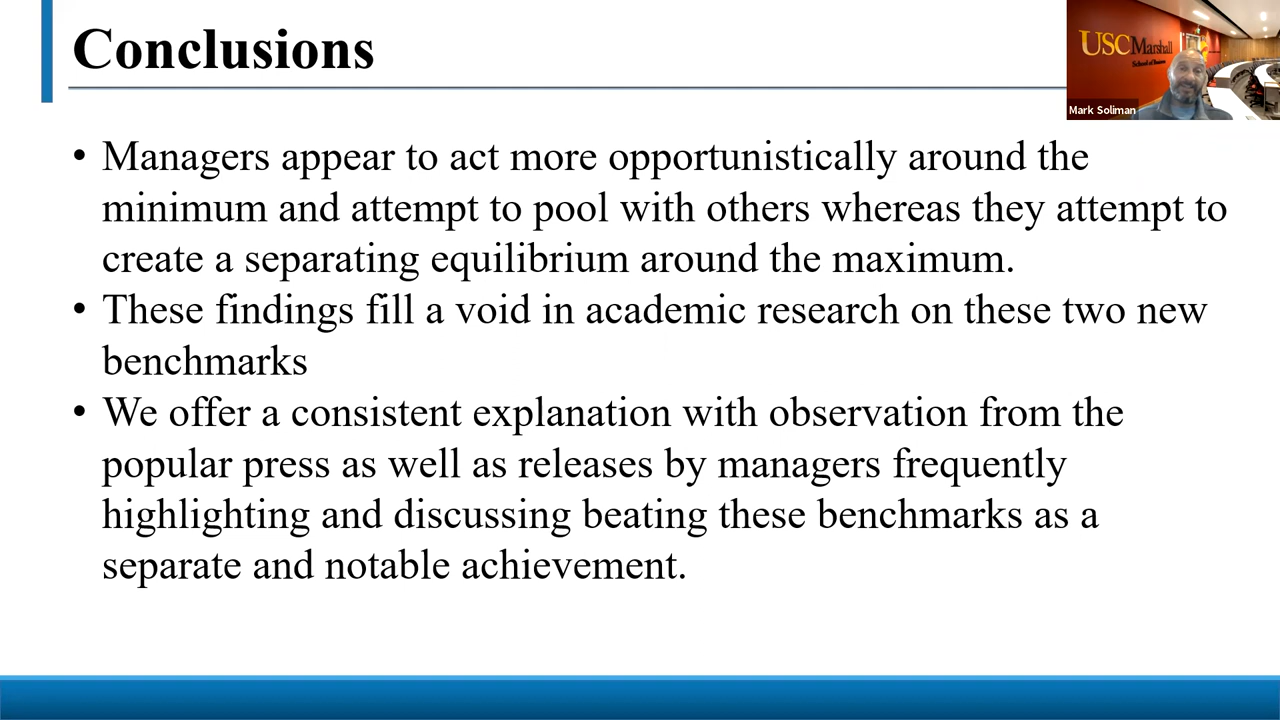 Conclusions
USC Marshall
School of Business
Mark Soliman
• Managers appear to act more opportunistically around the
minimum and attempt to pool with others whereas they attempt to
create a separating equilibrium around the maximum.
• These findings fill a void in academic research on these two new
benchmarks
• We offer a consistent explanation with observation from the
popular press as well as releases by managers frequently
highlighting and discussing beating these benchmarks as a
separate and notable achievement.